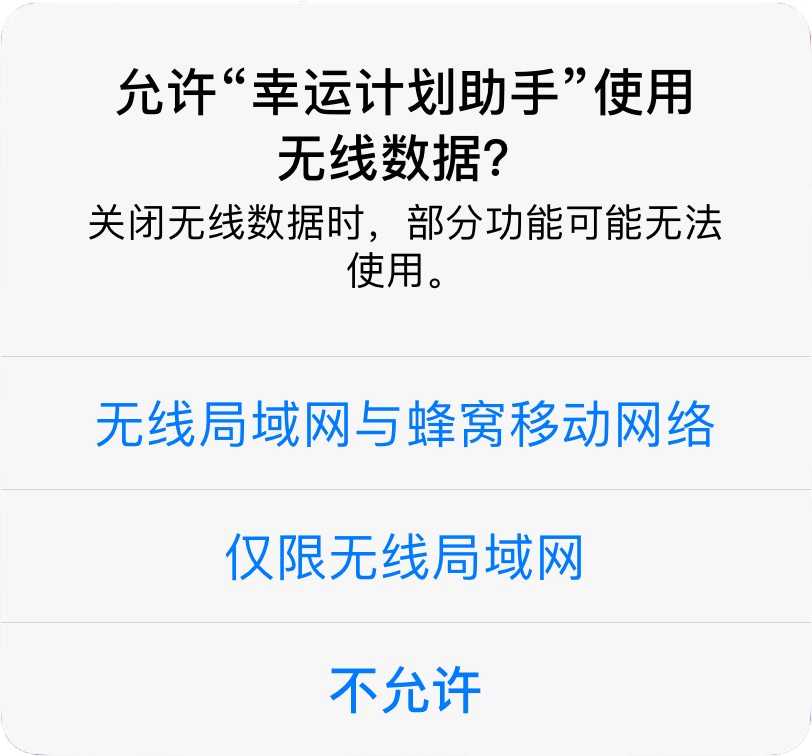 允许“幸运计划助手”使用
无线数据？
关闭无线数据时，部分功能可能无法
使用。
无线局域网与蜂窝移动网络
仅限无线局域网
不允许